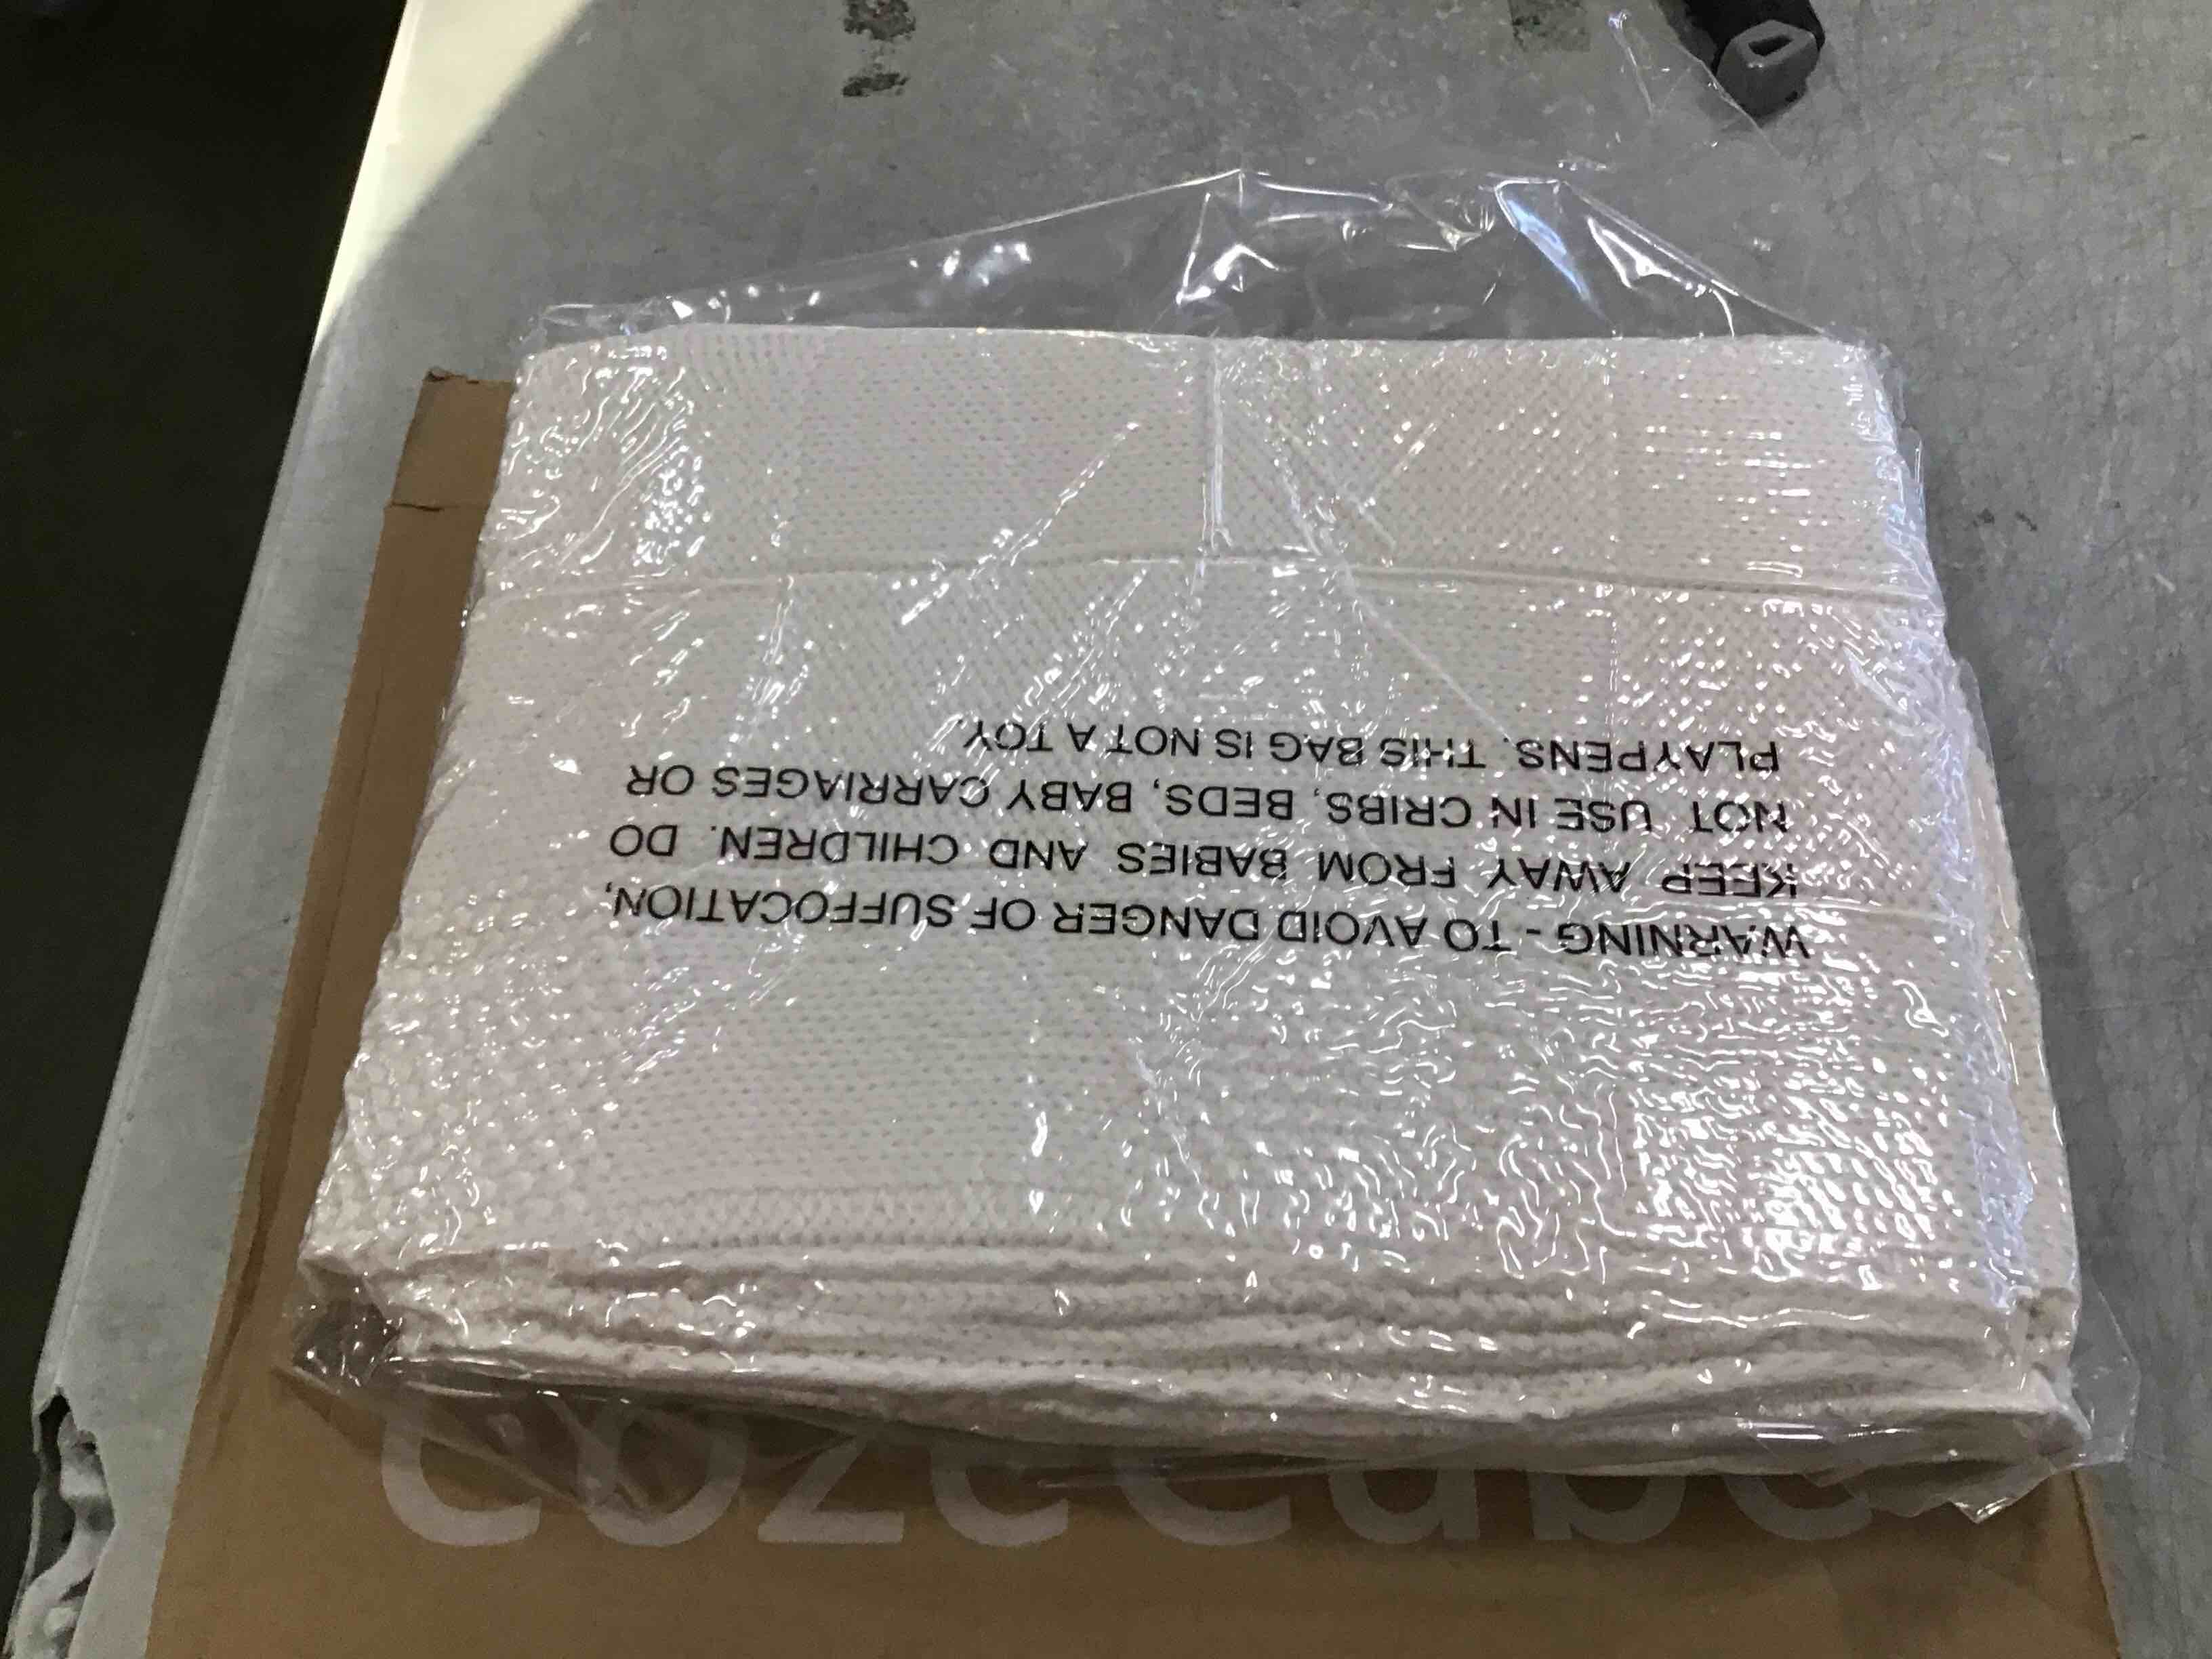 WARNING - TO AVOID DANGER OF SUFFOCATION,
KEEP AWAY FROM BABIES AND CHILDREN. DO
NOT USE IN CRIBS, BEDS, BABY CARRIAGES OR
PLAYPENS. THIS BAG IS NOT A TOY.
CozeCube